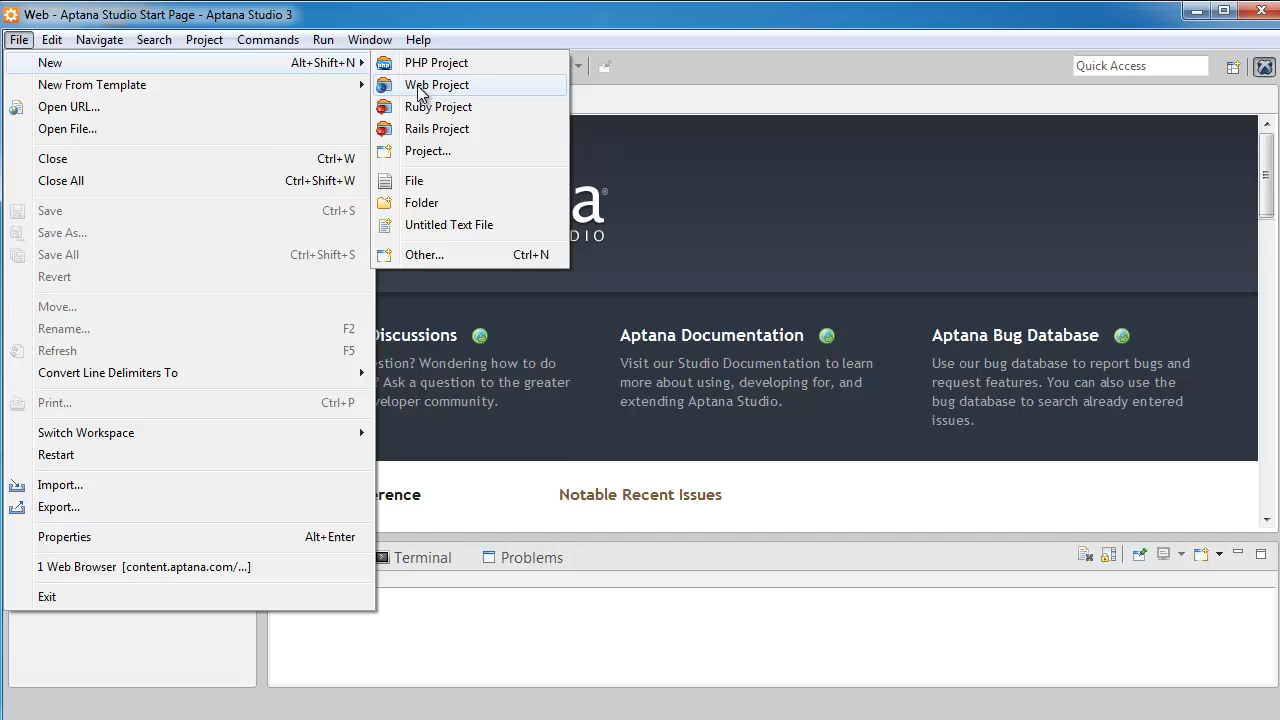 Web - Aptana Studio Start Page - Aptana Studio 3
File Edit Navigate Search Project Commands Run Window Help
New Alt+Shift+N
New From Template
Open URL...
Open File...
Close Ctrl+W
Close All Ctrl+Shift+W
Save Ctrl+S
Save As...
Save All Ctrl+Shift+S
Revert
Move...
Rename... F2
Refresh F5
Convert Line Delimiters To
Print... Ctrl+P
Switch Workspace
Restart
Import...
Export...
Properties Alt+Enter
1 Web Browser [content.aptana.com/...]
Exit
PHP Project
Web Project
Ruby Project
Rails Project
Project...
File
Folder
Untitled Text File
Other... Ctrl+N
Quick Access
a®
DIO
Discussions
estion? Wondering how to do
? Ask a question to the greater
veloper community.
Aptana Documentation
Visit our Studio Documentation to learn
more about using, developing for, and
extending Aptana Studio.
Aptana Bug Database
Use our bug database to report bugs and
request features. You can also use the
bug database to search already entered
issues.
erence
Notable Recent Issues
Terminal Problems